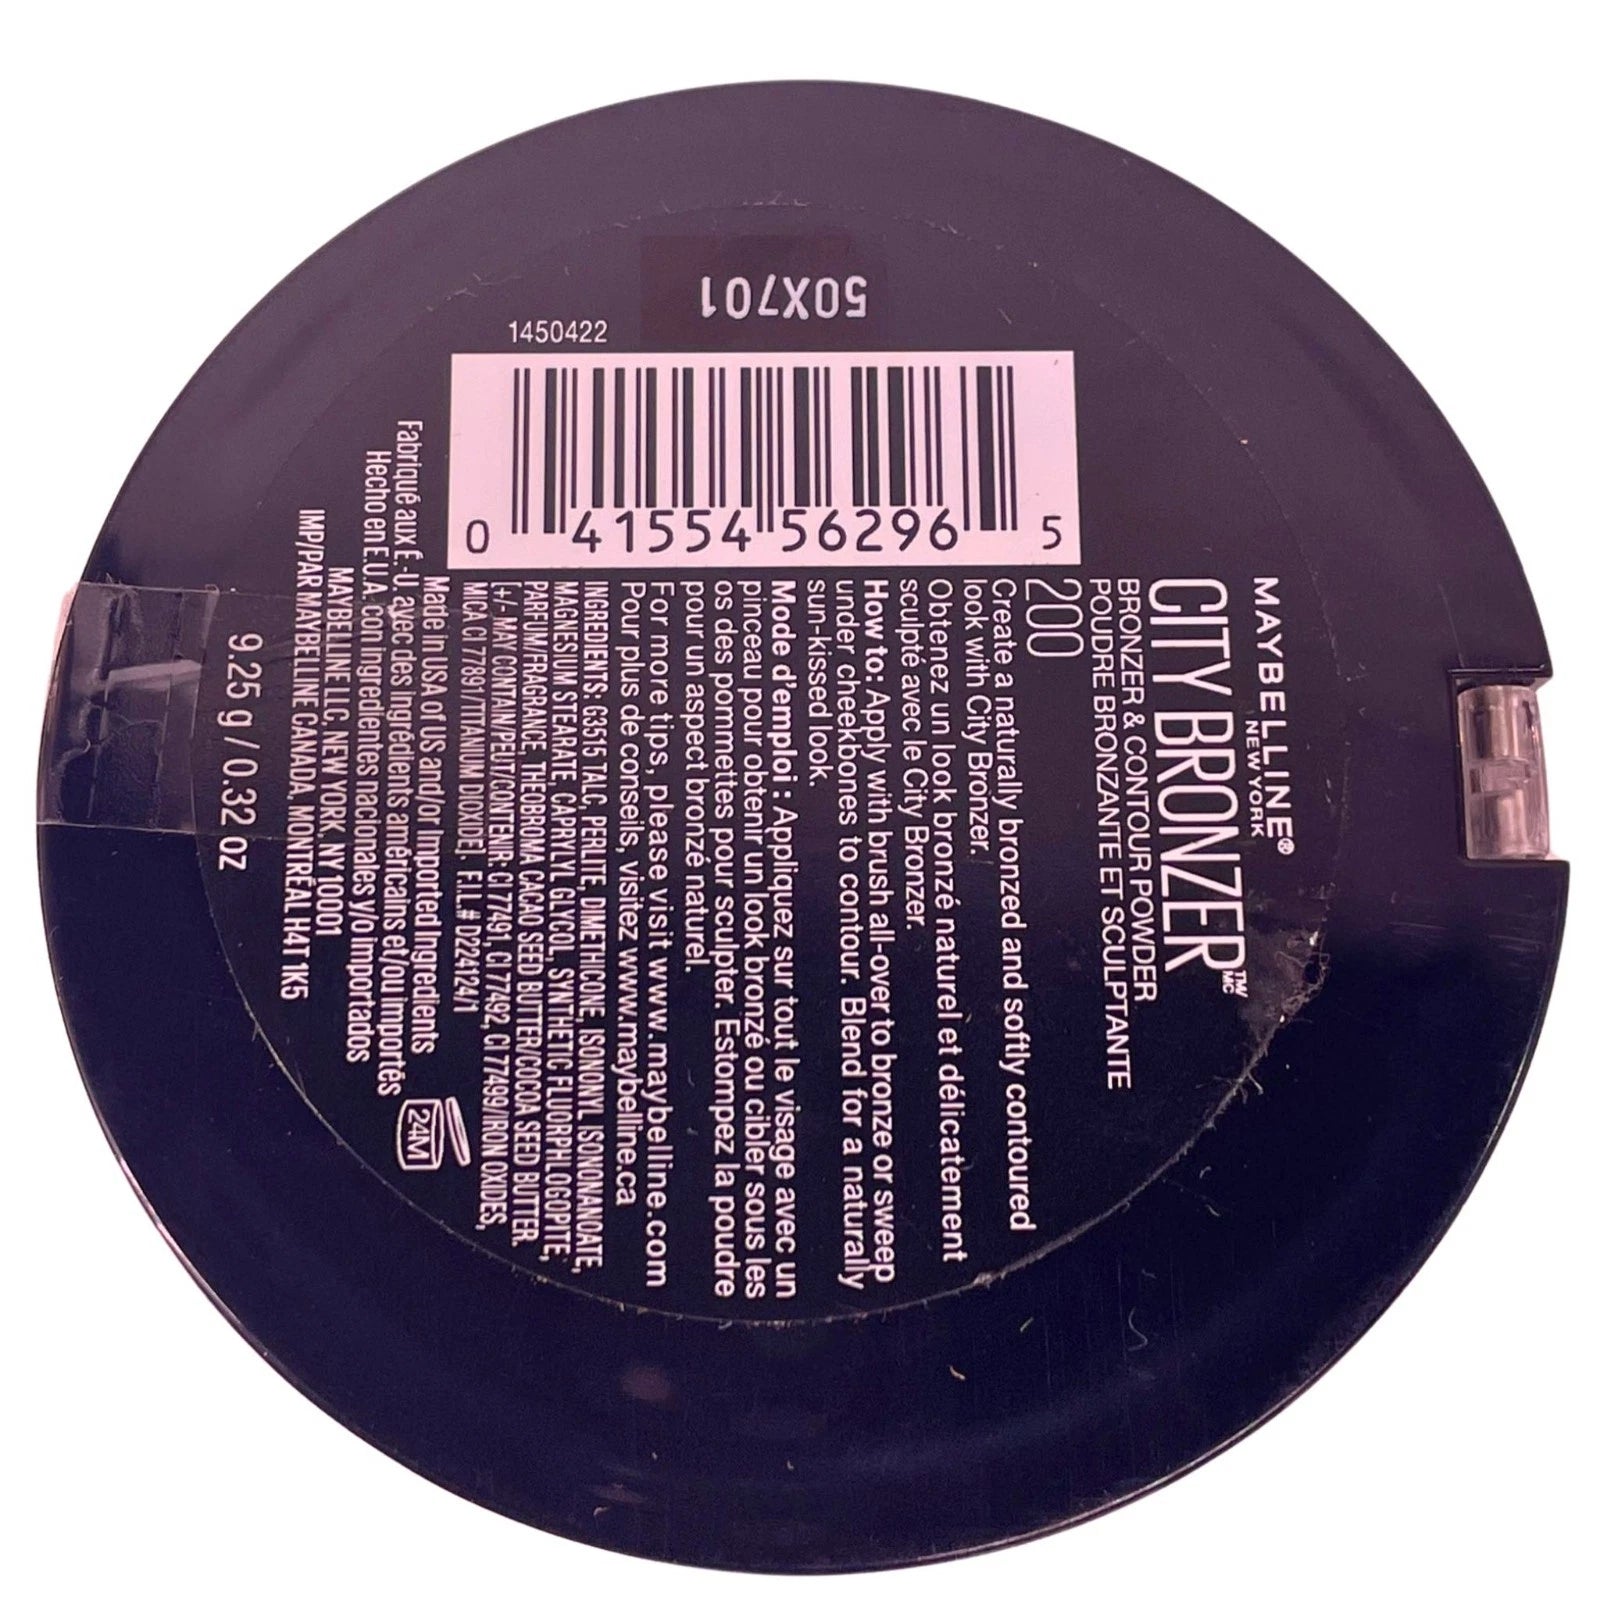 MAYBELLINE®
NEW YORK
CITY BRONZER™MC
BRONZER & CONTOUR POWDER
POUDRE BRONZANTE ET SCULPTANTE
200
Create a naturally bronzed and softly contoured
look with City Bronzer.
Obtenez un look bronzé naturel et délicatement
sculpté avec le City Bronzer.
How to: Apply with brush all-over to bronze or sweep
under cheekbones to contour. Blend for a naturally
sun-kissed look.
Mode d'emploi : Appliquez sur tout le visage avec un
pinceau pour obtenir un look bronzé ou cibler sous les
os des pommettes pour sculpter. Estompez la poudre
pour un aspect bronzé naturel.
For more tips, please visit www.maybelline.com
Pour plus de conseils, visitez www.maybelline.ca
INGREDIENTS: G3515 TALC, PERLITE, DIMETHICONE, ISONONYL ISONONANOATE,
MAGNESIUM STEARATE, CAPRYLYL GLYCOL, SYNTHETIC FLUORPHLOGOPITE,
PARFUM/FRAGRANCE, THEOBROMA CACAO SEED BUTTER/COCOA SEED BUTTER.
[+/- MAY CONTAIN/PEUT/CONTENIR: CI 77491, CI 77492, CI 77499/IRON OXIDES,
MICA CI 77891/TITANIUM DIOXIDE]. F.I.L # D224124/1
Made in USA of US and/or Imported Ingredients
Fabriqué aux É.-U. avec des ingrédients américains et/ou importés
Hecho en E.U.A. con ingredientes nacionales y/o importados
MAYBELLINE LLC, NEW YORK, NY 10001
IMP/PAR MAYBELLINE CANADA, MONTRÉAL H4T 1K5
24M
9.25 g / 0.32 oz
1450422
0 41554 56296 5
50X701